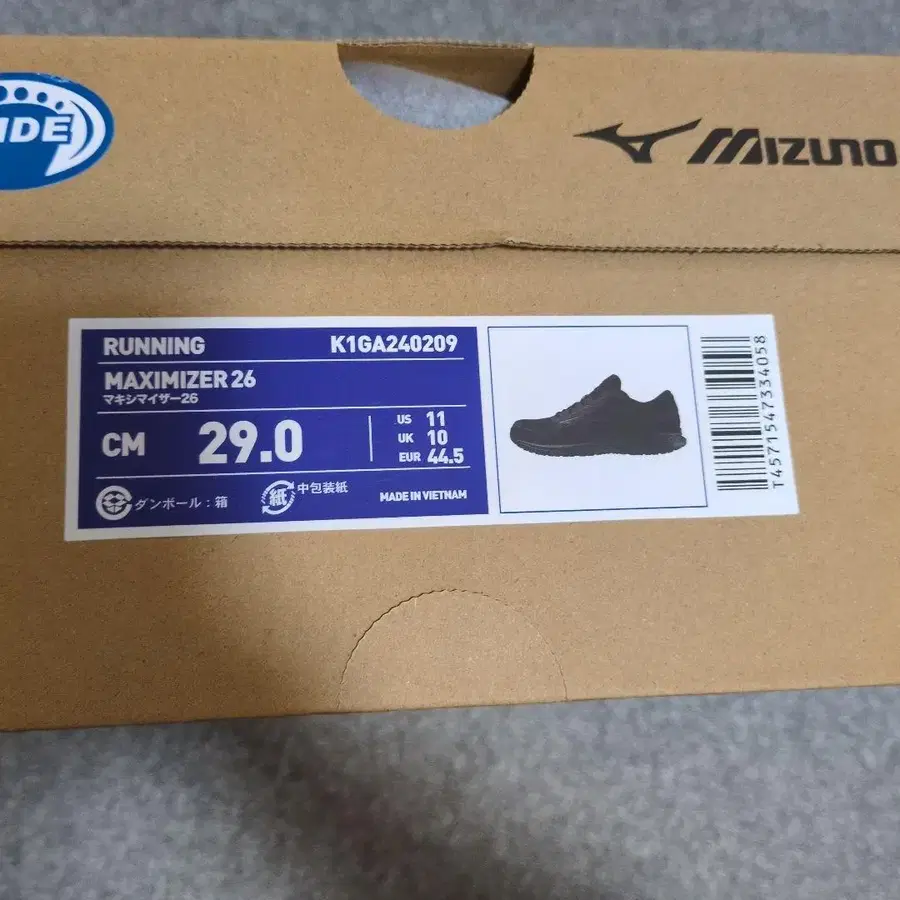 IDE
MIZUNO
RUNNING K1GA240209
MAXIMIZER 26
マキシマイザー26
CM 29.0
US 11
UK 10
EUR 44.5
ダンボール：箱
紙 中包装紙
MADE IN VIETNAM
T4571547334058